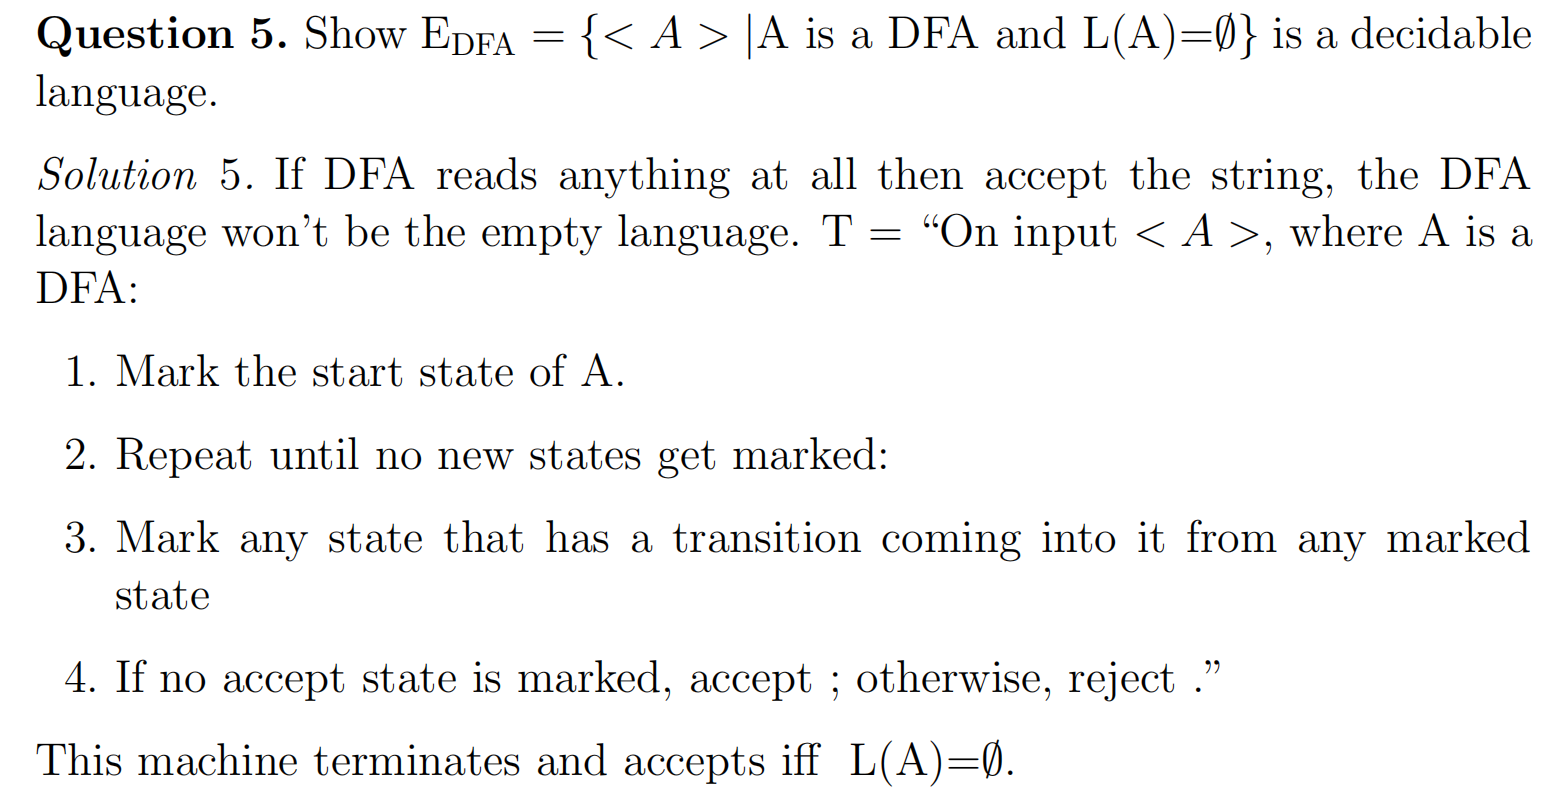 Question 5. Show E_DFA = {< A > |A is a DFA and L(A)=∅} is a decidable
language.
Solution 5. If DFA reads anything at all then accept the string, the DFA
language won’t be the empty language. T = “On input < A >, where A is a
DFA:
1. Mark the start state of A.
2. Repeat until no new states get marked:
3. Mark any state that has a transition coming into it from any marked
state
4. If no accept state is marked, accept ; otherwise, reject .”
This machine terminates and accepts iff L(A)=∅.